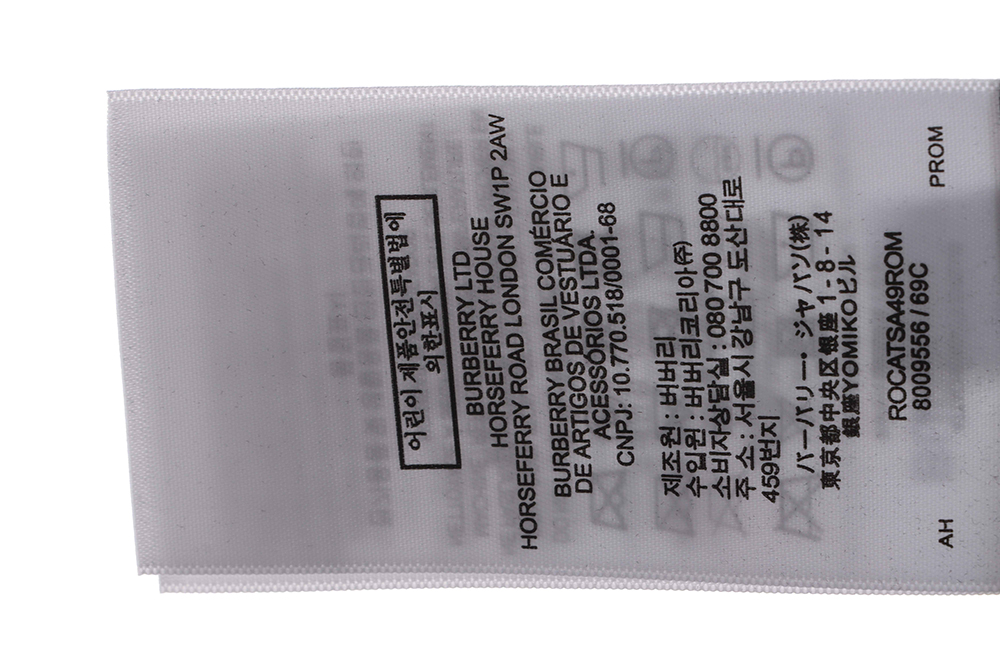 어린이 제품안전특별법에
의한표시
BURBERRY LTD
HORSEFERRY HOUSE
HORSEFERRY ROAD LONDON SW1P 2AW
BURBERRY BRASIL COMÉRCIO
DE ARTIGOS DE VESTUÁRIO E
ACESSÓRIOS LTDA.
CNPJ: 10.770.518/0001-68
제조원 : 버버리
수입원 : 버버리코리아(주)
소비자상담실 : 080 700 8800
주 소 : 서울시 강남구 도산대로
459번지
バーバリー・ジャパン(株)
東京都中央区銀座 1 - 8 - 14
銀座YOMIKOビル
ROCATSA49ROM
8009556 / 69C
AH PROM